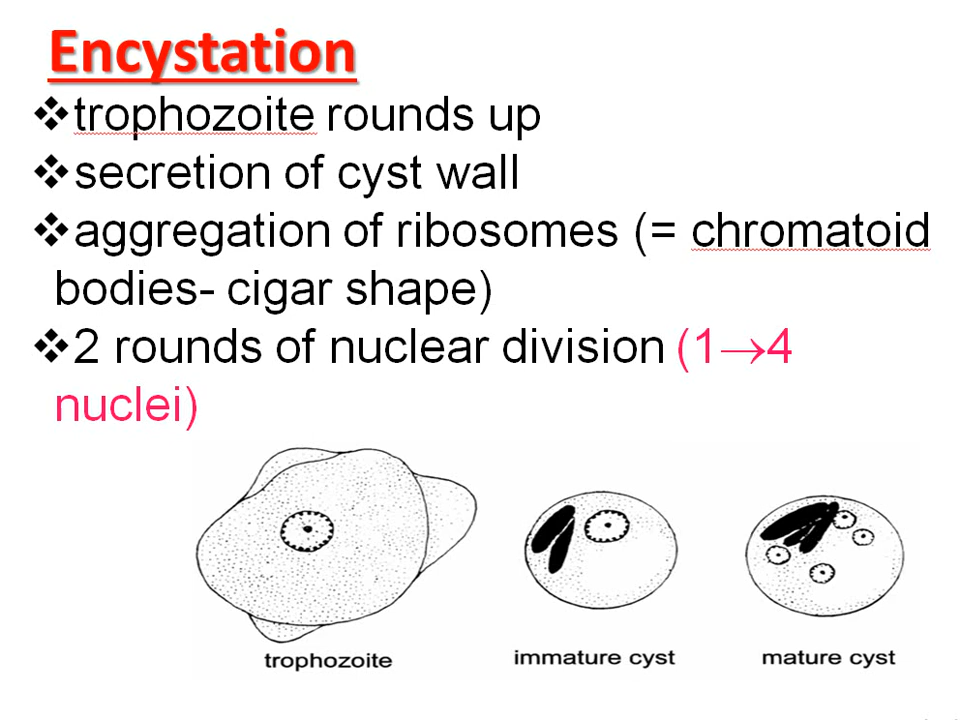 Encystation
❖trophozoite rounds up
❖secretion of cyst wall
❖aggregation of ribosomes (= chromatoid
bodies- cigar shape)
❖2 rounds of nuclear division (1→4
nuclei)
trophozoite
immature cyst
mature cyst